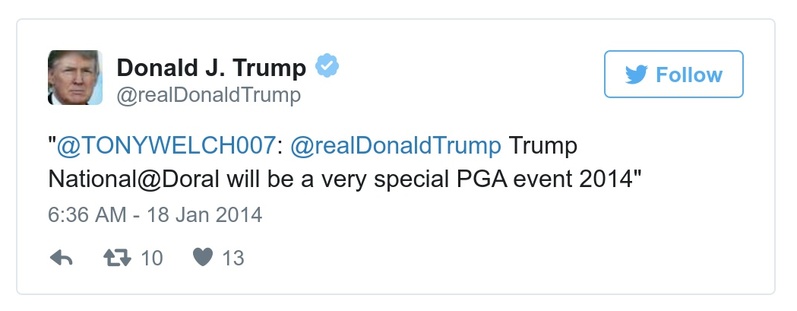 Donald J. Trump
@realDonaldTrump
Follow
"@TONYWELCH007: @realDonaldTrump Trump
National@Doral will be a very special PGA event 2014"
6:36 AM - 18 Jan 2014
10 13